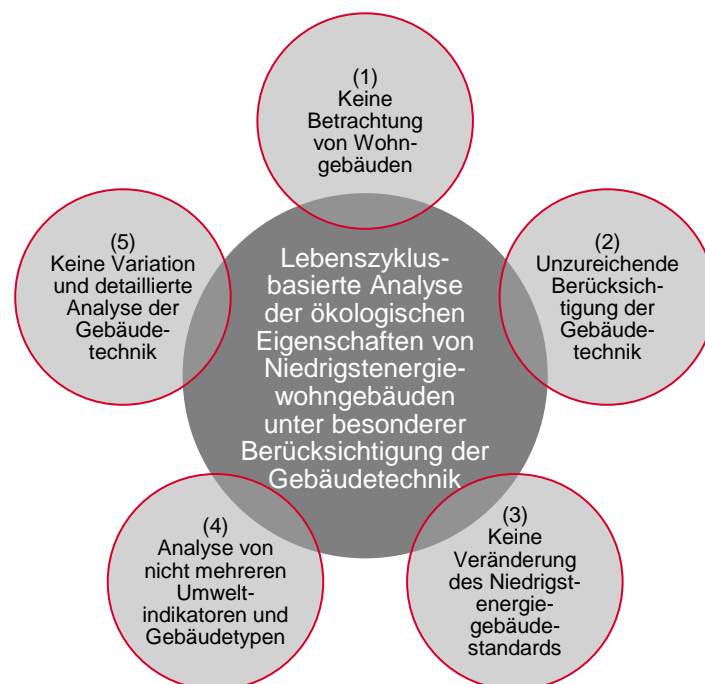 (1)
Keine
Betrachtung
von Wohn-
gebäuden
(2)
Unzureichende
Berücksich-
tigung der
Gebäude-
technik
(3)
Keine
Veränderung
des Niedrigst-
energie-
gebäude-
standards
(4)
Analyse von
nicht mehreren
Umwelt-
indikatoren und
Gebäudetypen
(5)
Keine Variation
und detaillierte
Analyse der
Gebäude-
technik
Lebenszyklus-
basierte Analyse
der ökologischen
Eigenschaften von
Niedrigstenergie-
wohngebäuden
unter besonderer
Berücksichtigung der
Gebäudetechnik